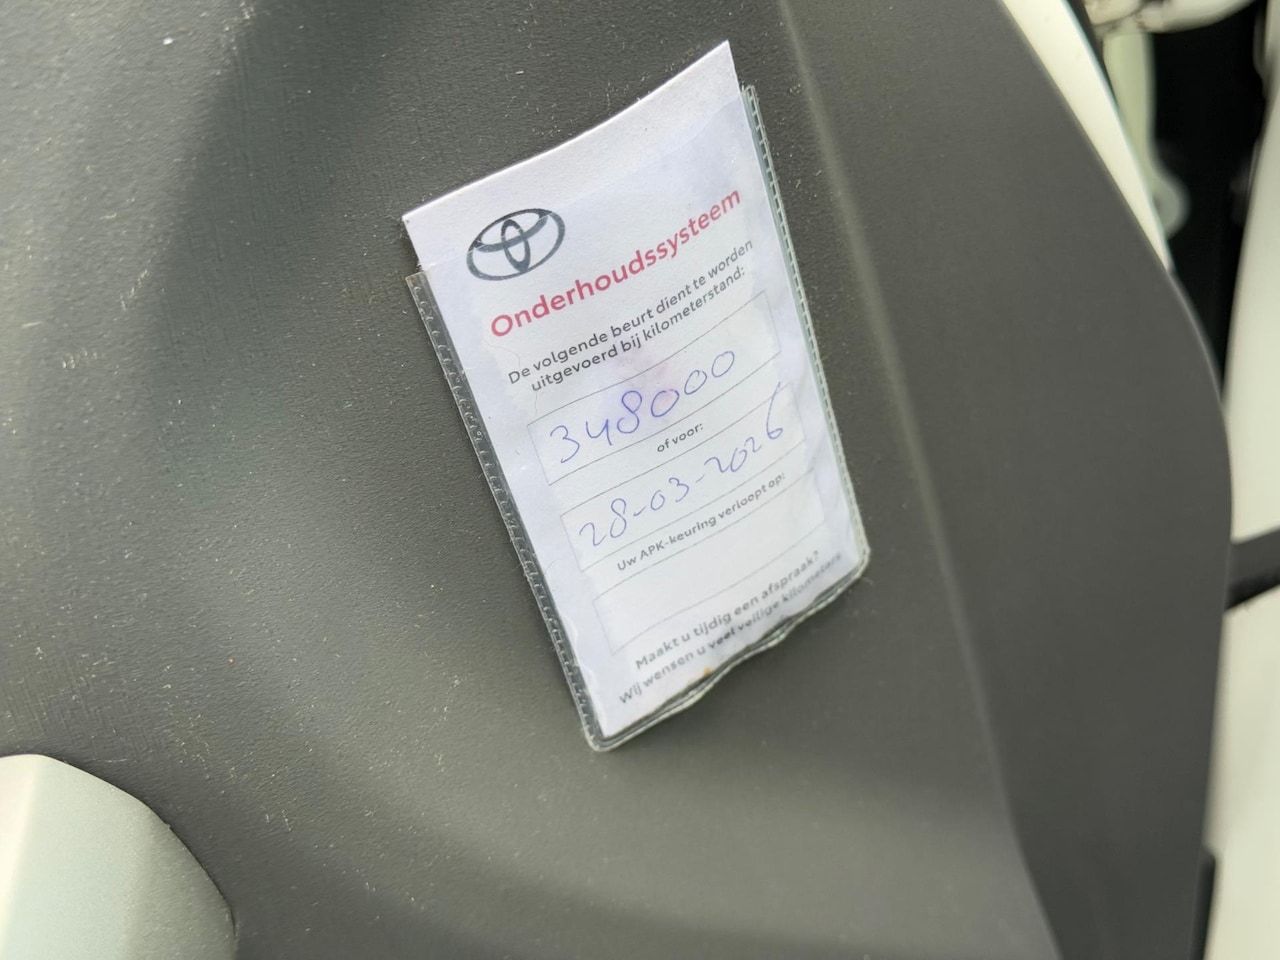 Onderhoudssysteem
De volgende beurt dient te worden
uitgevoerd bij kilometerstand:
348000
of voor:
28-03-2026
Uw APK-keuring verloopt op:
Maakt u tijdig een afspraak?
Wij wensen u veel veilige kilometers